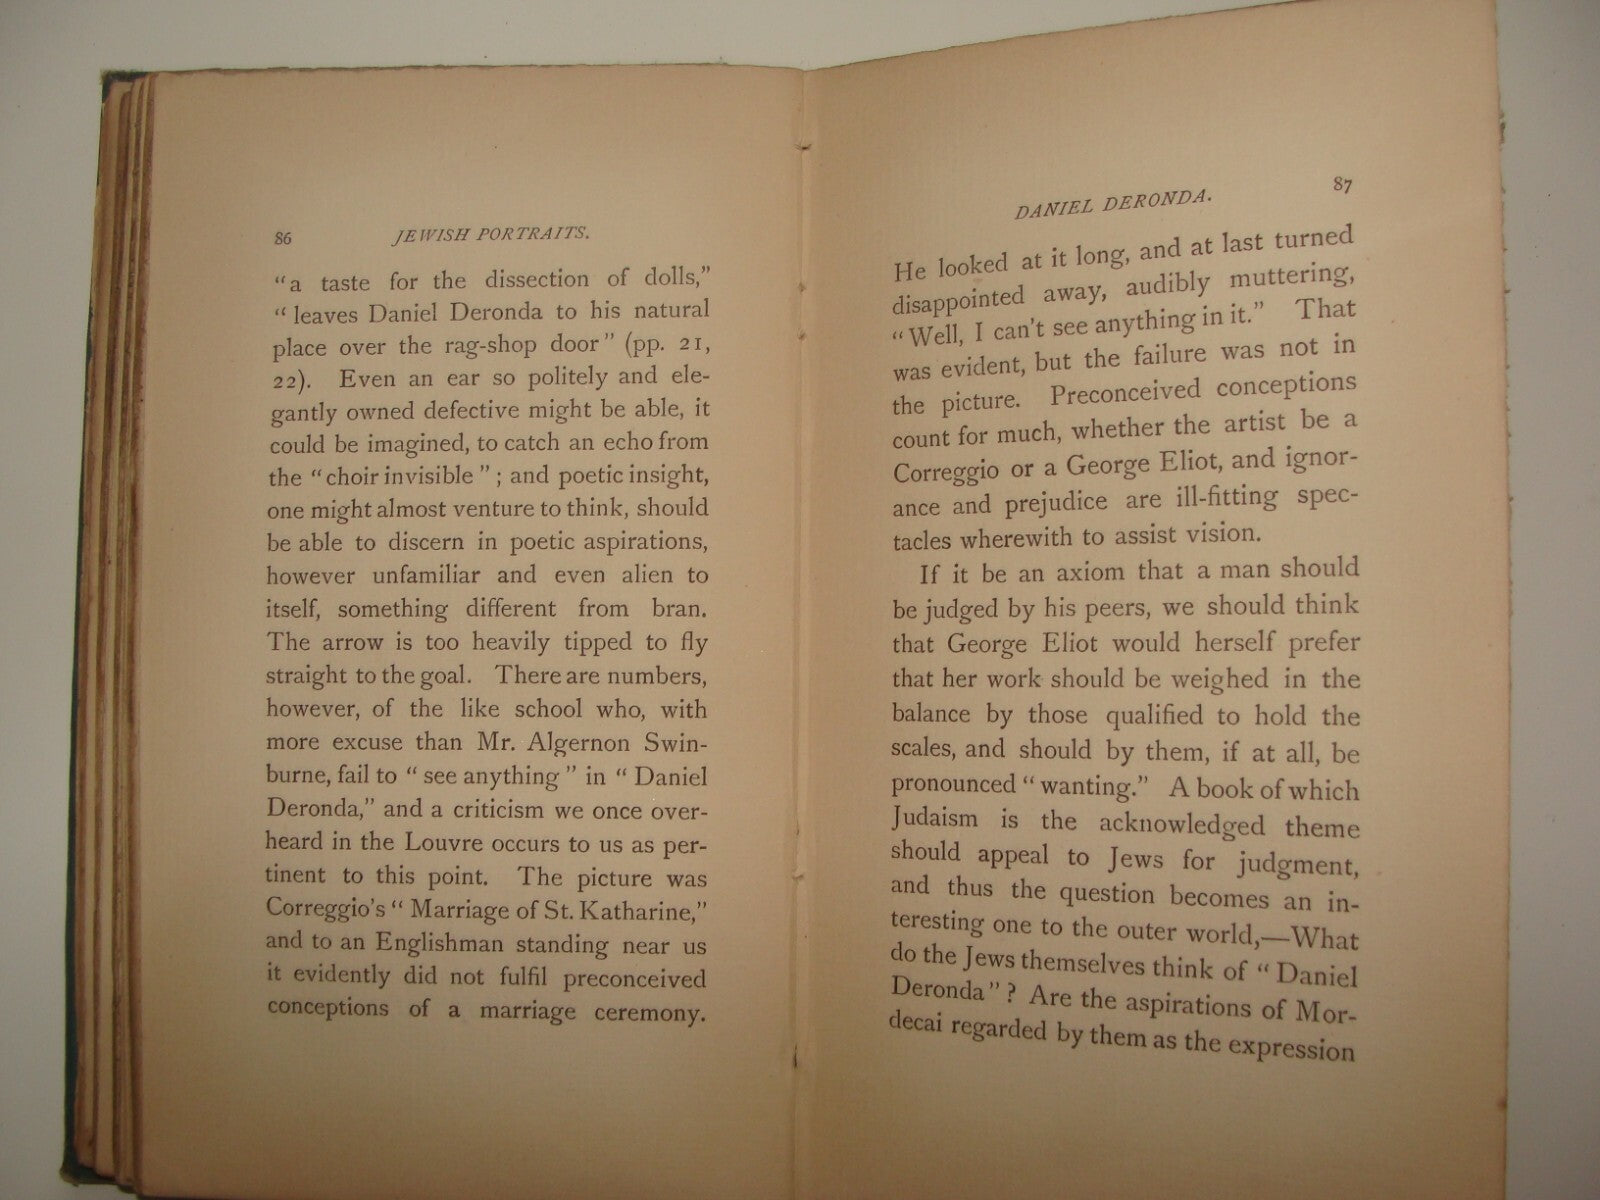 86 JEWISH PORTRAITS.
“a taste for the dissection of dolls,”
“leaves Daniel Deronda to his natural
place over the rag-shop door” (pp. 21,
22). Even an ear so politely and ele-
gantly owned defective might be able, it
could be imagined, to catch an echo from
the “choir invisible”; and poetic insight,
one might almost venture to think, should
be able to discern in poetic aspirations,
however unfamiliar and even alien to
itself, something different from bran.
The arrow is too heavily tipped to fly
straight to the goal. There are numbers,
however, of the like school who, with
more excuse than Mr. Algernon Swin-
burne, fail to “see anything” in “Daniel
Deronda,” and a criticism we once over-
heard in the Louvre occurs to us as per-
tinent to this point. The picture was
Correggio’s “Marriage of St. Katharine,”
and to an Englishman standing near us
it evidently did not fulfil preconceived
conceptions of a marriage ceremony.
DANIEL DERONDA. 87
He looked at it long, and at last turned
disappointed away, audibly muttering,
“Well, I can’t see anything in it.” That
was evident, but the failure was not in
the picture. Preconceived conceptions
count for much, whether the artist be a
Correggio or a George Eliot, and ignor-
ance and prejudice are ill-fitting spec-
tacles wherewith to assist vision.
If it be an axiom that a man should
be judged by his peers, we should think
that George Eliot would herself prefer
that her work should be weighed in the
balance by those qualified to hold the
scales, and should by them, if at all, be
pronounced “wanting.” A book of which
Judaism is the acknowledged theme
should appeal to Jews for judgment,
and thus the question becomes an in-
teresting one to the outer world,—What
do the Jews themselves think of “Daniel
Deronda”? Are the aspirations of Mor-
decai regarded by them as the expression